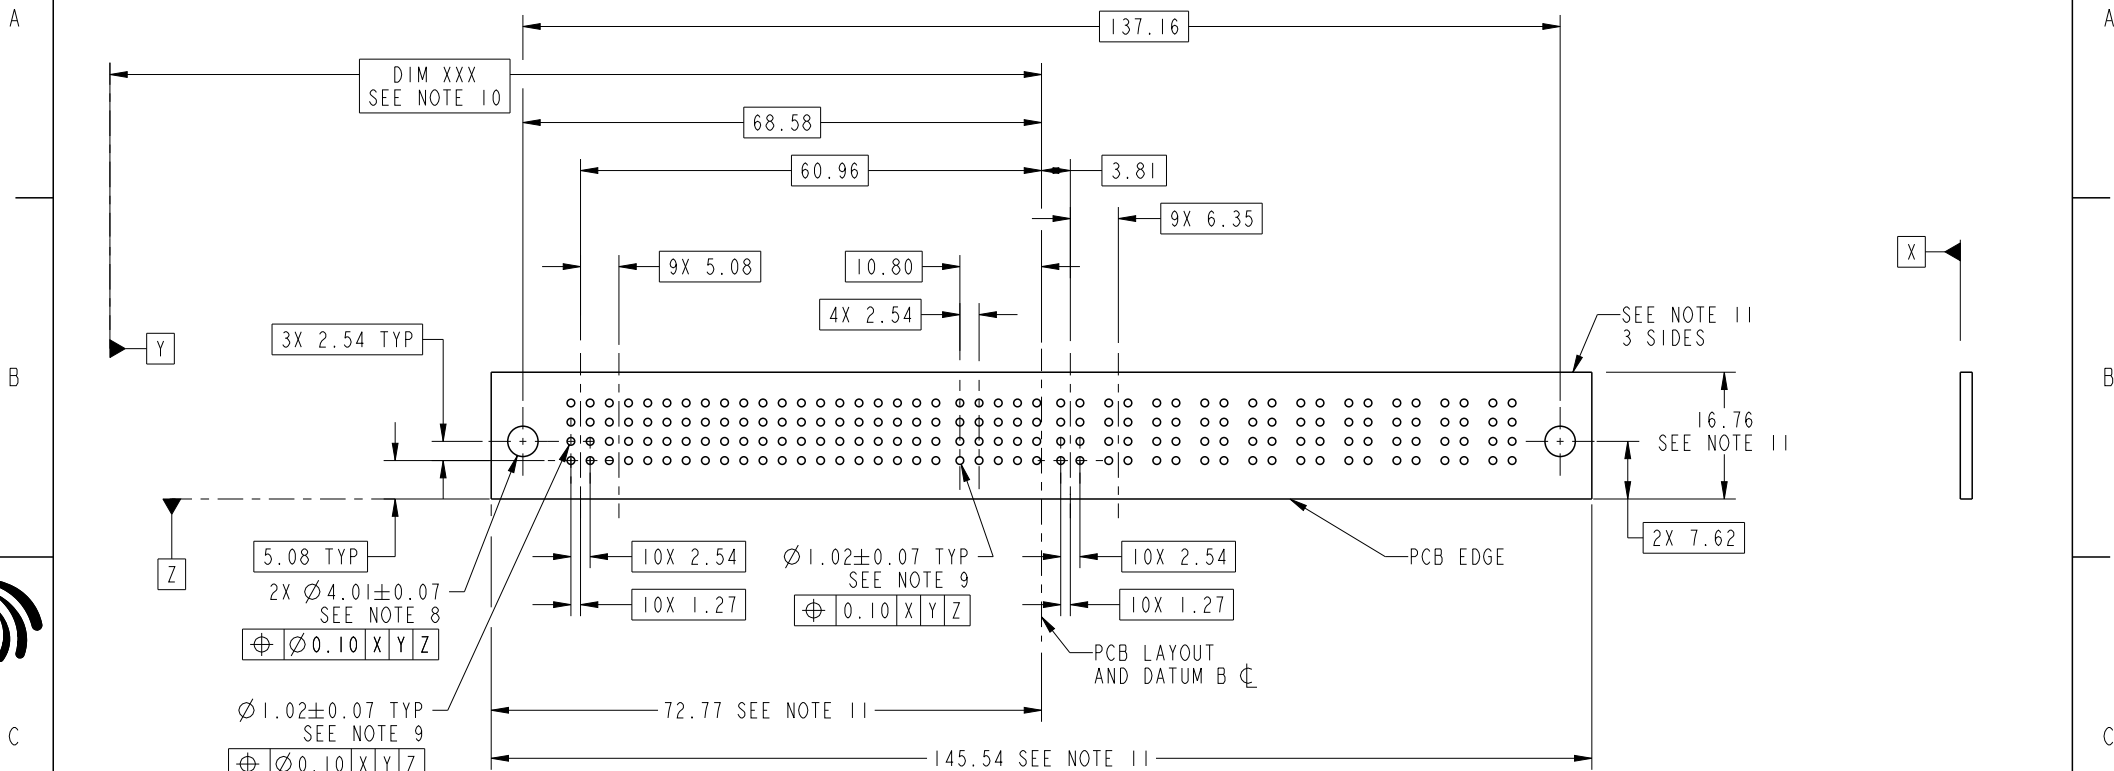 A
A
137.16
DIM XXX
SEE NOTE 10
68.58
60.96
3.81
9X 6.35
9X 5.08
10.80
X
4X 2.54
SEE NOTE 11
3 SIDES
3X 2.54 TYP
Y
B
B
16.76
SEE NOTE 11
2X 7.62
5.08 TYP
10X 2.54
Ø1.02±0.07 TYP
SEE NOTE 9
⌖ 0.10 X Y Z
10X 2.54
PCB EDGE
Z
2X Ø4.01±0.07
SEE NOTE 8
⌖ Ø0.10 X Y Z
10X 1.27
10X 1.27
PCB LAYOUT
AND DATUM B ℄
72.77 SEE NOTE 11
Ø1.02±0.07 TYP
SEE NOTE 9
⌖ Ø0.10 X Y Z
C
C
145.54 SEE NOTE 11